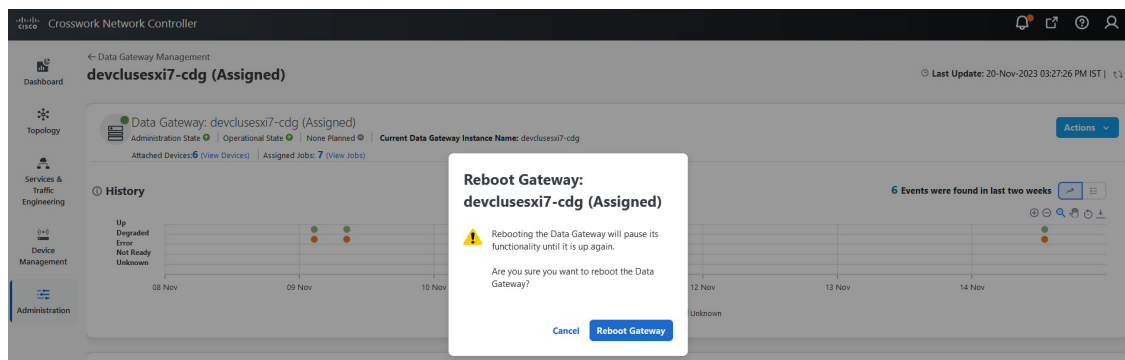 cisco Crosswork Network Controller
Dashboard
Topology
Services &
Traffic
Engineering
Device
Management
Administration
← Data Gateway Management
devclusesxi7-cdg (Assigned)
Last Update: 20-Nov-2023 03:27:26 PM IST |
Data Gateway: devclusesxi7-cdg (Assigned)
Administration State | Operational State | None Planned | Current Data Gateway Instance Name: devclusesxi7-cdg
Attached Devices:6 (View Devices) | Assigned Jobs: 7 (View Jobs)
Actions
History
6 Events were found in last two weeks
Up
Degraded
Error
Not Ready
Unknown
08 Nov 09 Nov 10 Nov 12 Nov 13 Nov 14 Nov
Unknown
Reboot Gateway:
devclusesxi7-cdg (Assigned)
Rebooting the Data Gateway will pause its
functionality until it is up again.
Are you sure you want to reboot the Data
Gateway?
Cancel Reboot Gateway